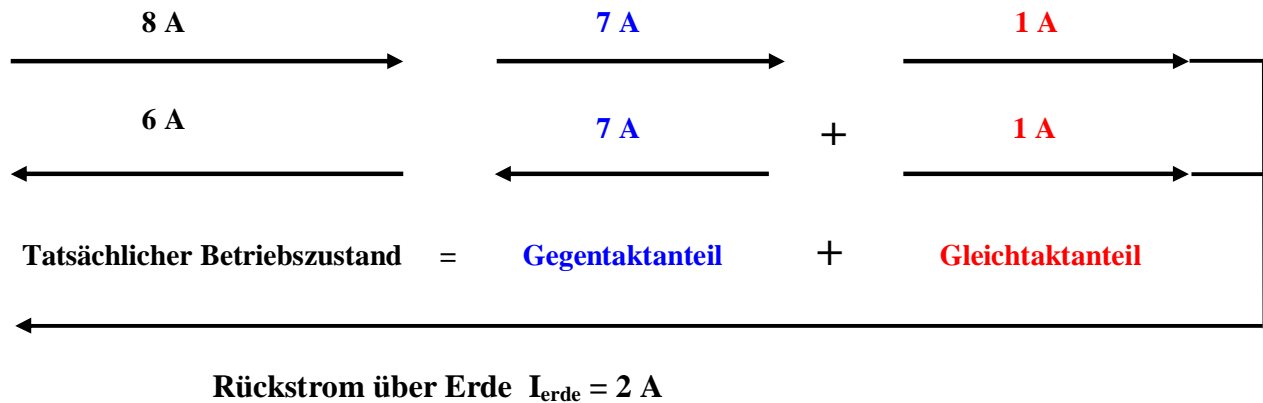 8 A 7 A 1 A
6 A 7 A + 1 A
Tatsächlicher Betriebszustand = Gegentaktanteil + Gleichtaktanteil
Rückstrom über Erde I_erde = 2 A